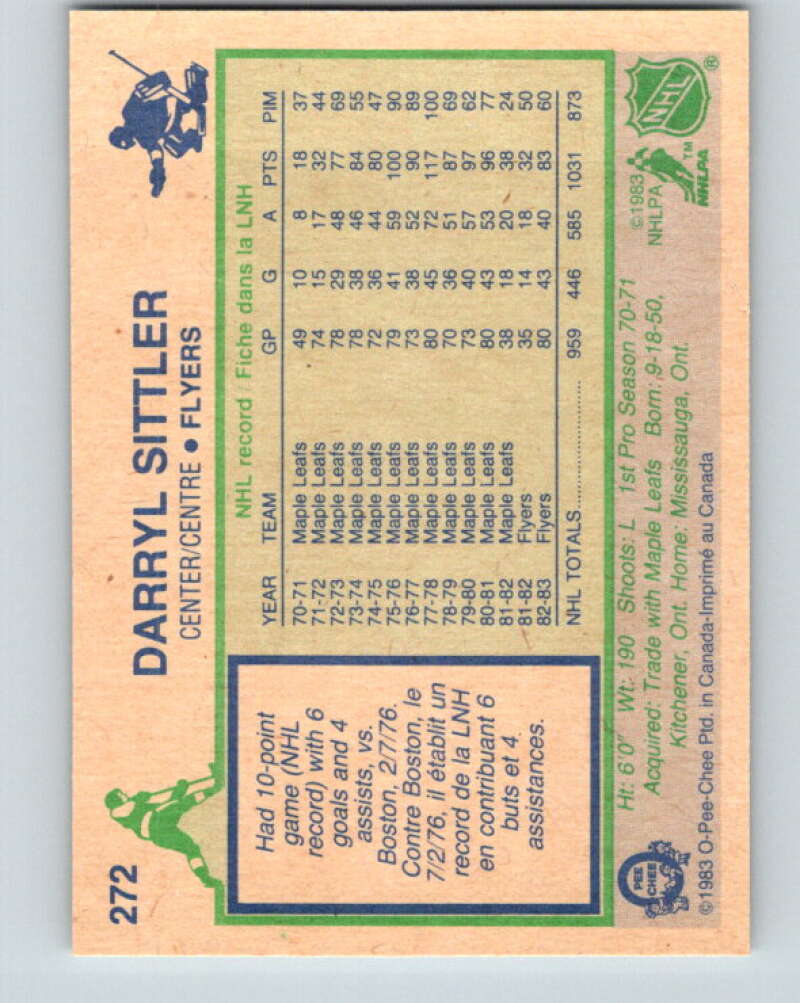 272
DARRYL SITTLER
CENTER/CENTRE • FLYERS
Had 10-point
game (NHL
record) with 6
goals and 4
assists, vs.
Boston, 2/7/76.
Contre Boston, le
7/2/76, il établit un
record de la LNH
en contribuant 6
buts et 4
assistances.
NHL record / Fiche dans la LNH
YEAR TEAM GP G A PTS PIM
70-71 Maple Leafs 49 10 8 18 37
71-72 Maple Leafs 74 15 17 32 44
72-73 Maple Leafs 78 29 48 77 69
73-74 Maple Leafs 78 38 46 84 55
74-75 Maple Leafs 72 36 44 80 47
75-76 Maple Leafs 79 41 59 100 90
76-77 Maple Leafs 73 38 52 90 89
77-78 Maple Leafs 80 45 72 117 100
78-79 Maple Leafs 70 36 51 87 69
79-80 Maple Leafs 73 40 57 97 62
80-81 Maple Leafs 80 43 53 96 77
81-82 Maple Leafs 38 18 20 38 24
81-82 Flyers 35 14 18 32 50
82-83 Flyers 80 43 40 83 60
NHL TOTALS 959 446 585 1031 873
Ht: 6'0" Wt: 190 Shoots: L 1st Pro Season 70-71
Acquired: Trade with Maple Leafs Born: 9-18-50,
Kitchener, Ont. Home: Mississauga, Ont.
©1983
NHLPA
NHLPA
TM
NHL
®
O
PEE
CHEE
©1983 O-Pee-Chee Ptd. in Canada-Imprimé au Canada